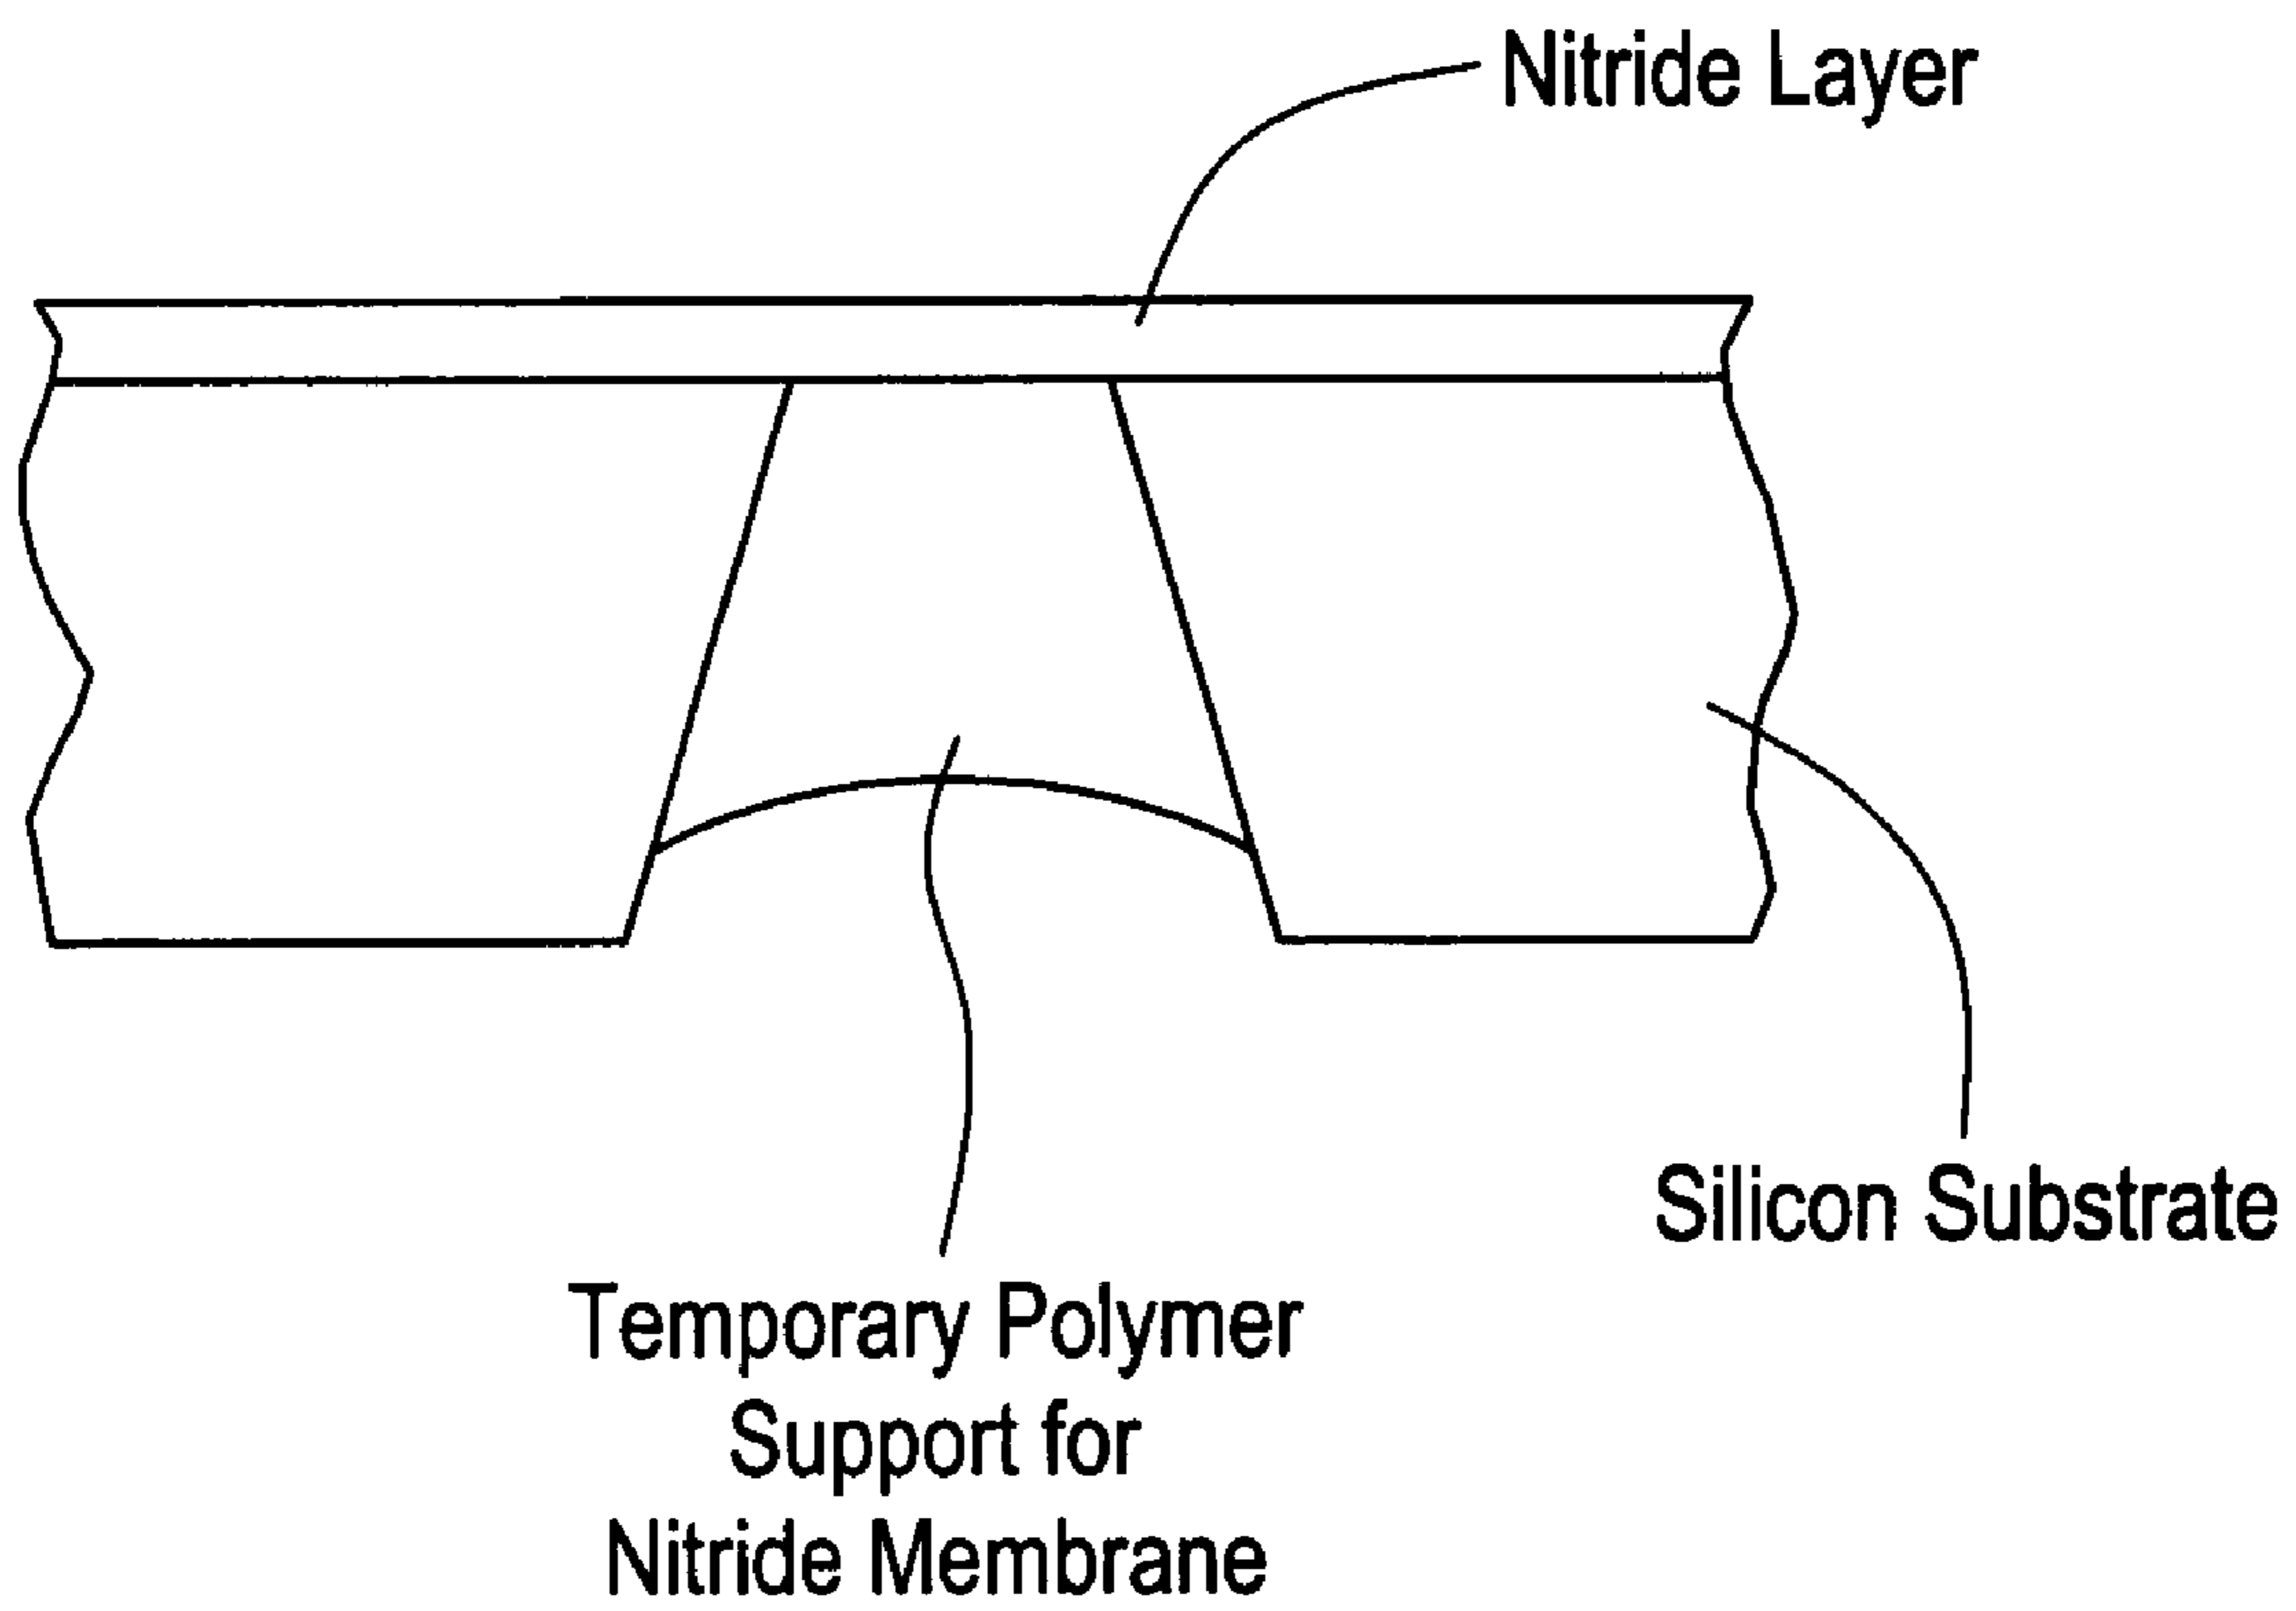 Nitride Layer
Silicon Substrate
Temporary Polymer
Support for
Nitride Membrane